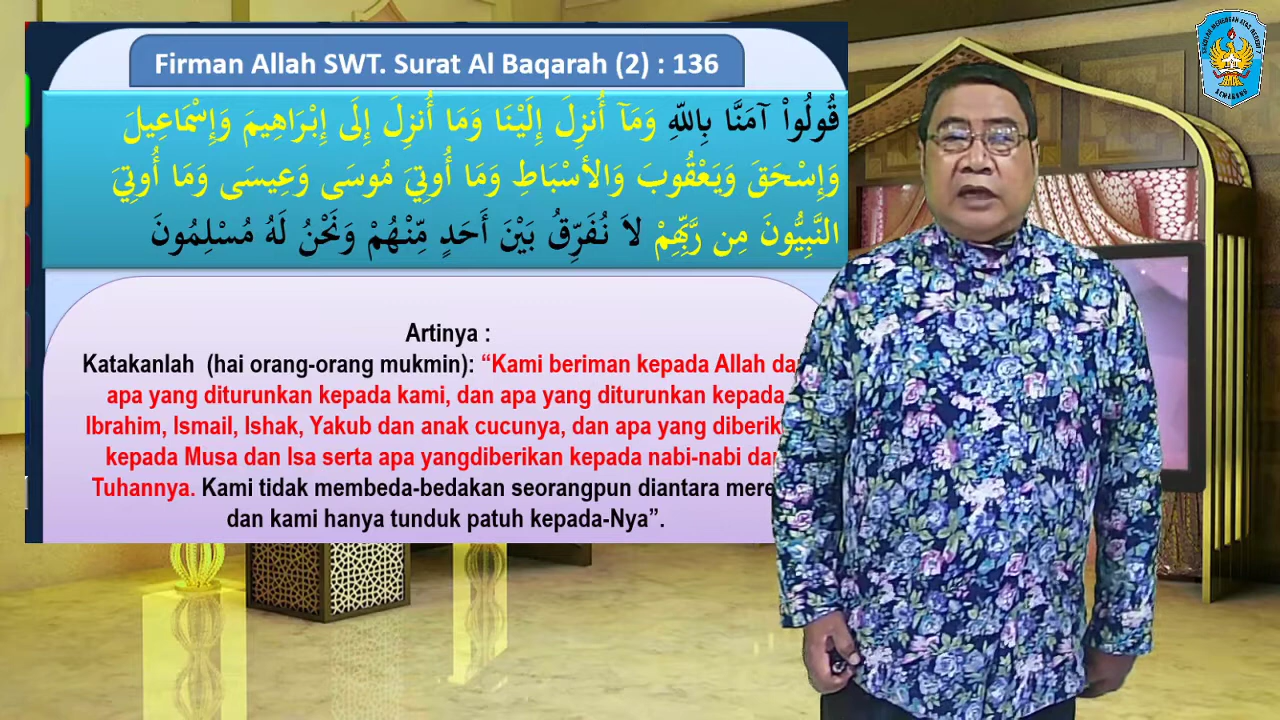 Firman Allah SWT. Surat Al Baqarah (2) : 136
قُولُواْ آمَنَّا بِاللّهِ وَمَآ أُنزِلَ إِلَيْنَا وَمَا أُنزِلَ إِلَى إِبْرَاهِيمَ وَإِسْمَاعِيلَ
وَإِسْحَقَ وَيَعْقُوبَ وَالأسْبَاطِ وَمَا أُوتِيَ مُوسَى وَعِيسَى وَمَا أُوتِيَ
النَّبِيُّونَ مِن رَّبِّهِمْ لاَ نُفَرِّقُ بَيْنَ أَحَدٍ مِّنْهُمْ وَنَحْنُ لَهُ مُسْلِمُونَ
Artinya :
Katakanlah (hai orang-orang mukmin): “Kami beriman kepada Allah da
apa yang diturunkan kepada kami, dan apa yang diturunkan kepada
Ibrahim, Ismail, Ishak, Yakub dan anak cucunya, dan apa yang diberik
kepada Musa dan Isa serta apa yangdiberikan kepada nabi-nabi dar
Tuhannya. Kami tidak membeda-bedakan seorangpun diantara mere
dan kami hanya tunduk patuh kepada-Nya”.
SEMARANG